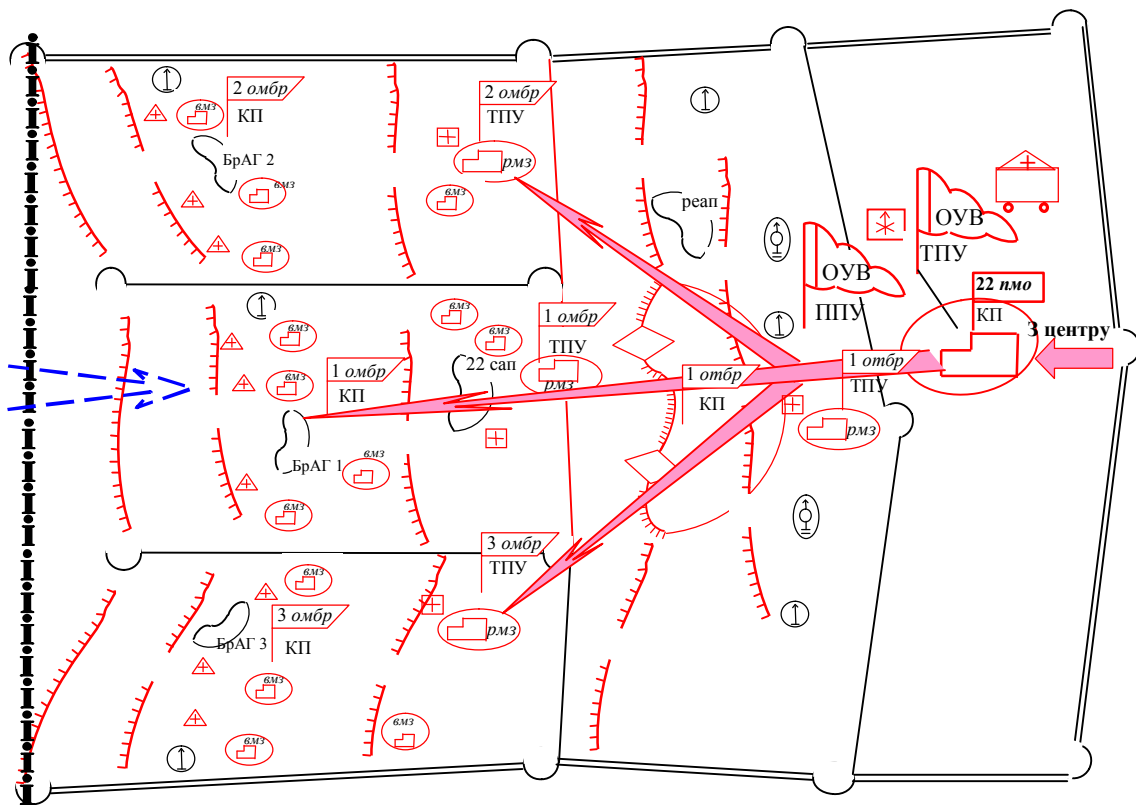 2 омбр
КП
вмз
БрАГ 2
вмз
вмз
2 омбр
ТПУ
рмз
вмз
реап
ОУВ
ТПУ
ОУВ
ППУ
22 пмо
КП
З центру
вмз
вмз
вмз
1 омбр
ТПУ
рмз
22 сап
1 омбр
КП
вмз
БрАГ 1
вмз
вмз
1 отбр
КП
1 отбр
ТПУ
рмз
3 омбр
ТПУ
рмз
вмз
3 омбр
КП
БрАГ 3
вмз
вмз
вмз